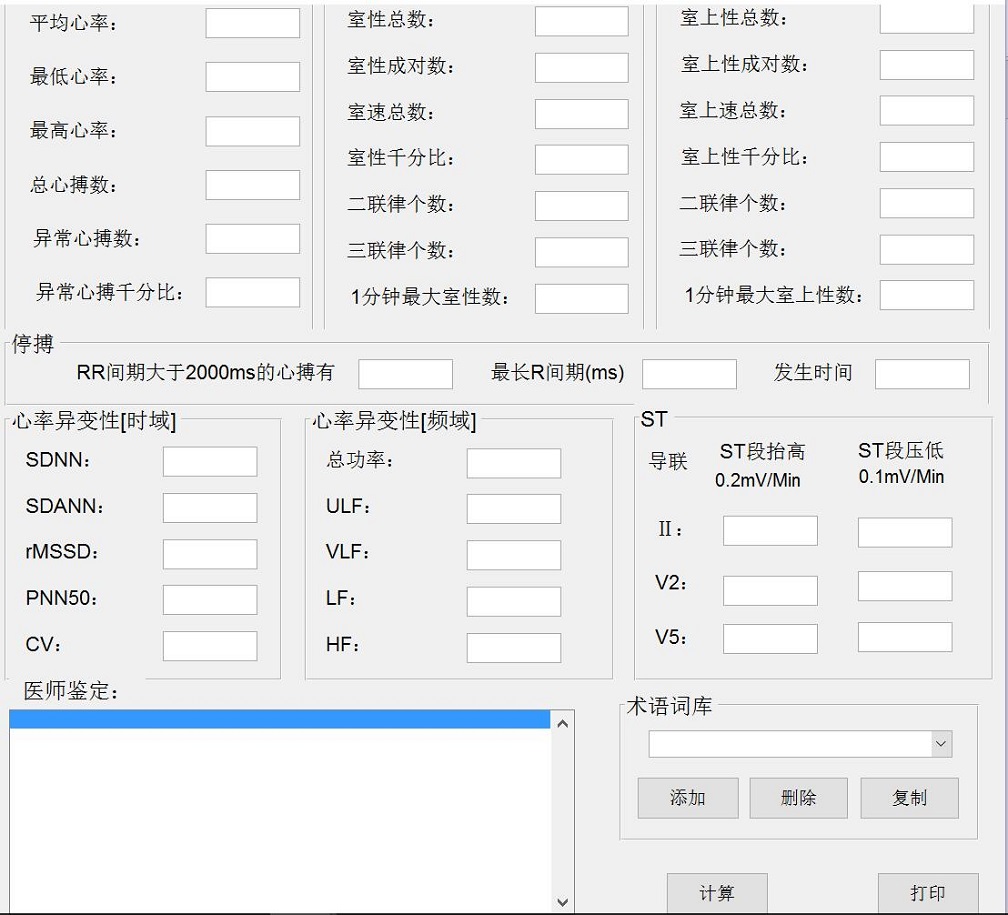 平均心率：
最低心率：
最高心率：
总心搏数：
异常心搏数：
异常心搏千分比：
室性总数：
室性成对数：
室速总数：
室性千分比：
二联律个数：
三联律个数：
1分钟最大室性数：
室上性总数：
室上性成对数：
室上速总数：
室上性千分比：
二联律个数：
三联律个数：
1分钟最大室上性数：
停搏
RR间期大于2000ms的心搏有 最长R间期(ms) 发生时间
心率异变性[时域]
SDNN：
SDANN：
rMSSD：
PNN50：
CV：
心率异变性[频域]
总功率：
ULF：
VLF：
LF：
HF：
ST
导联 ST段抬高 ST段压低
0.2mV/Min 0.1mV/Min
II：
V2：
V5：
医师鉴定：
术语词库
添加 删除 复制
计算 打印